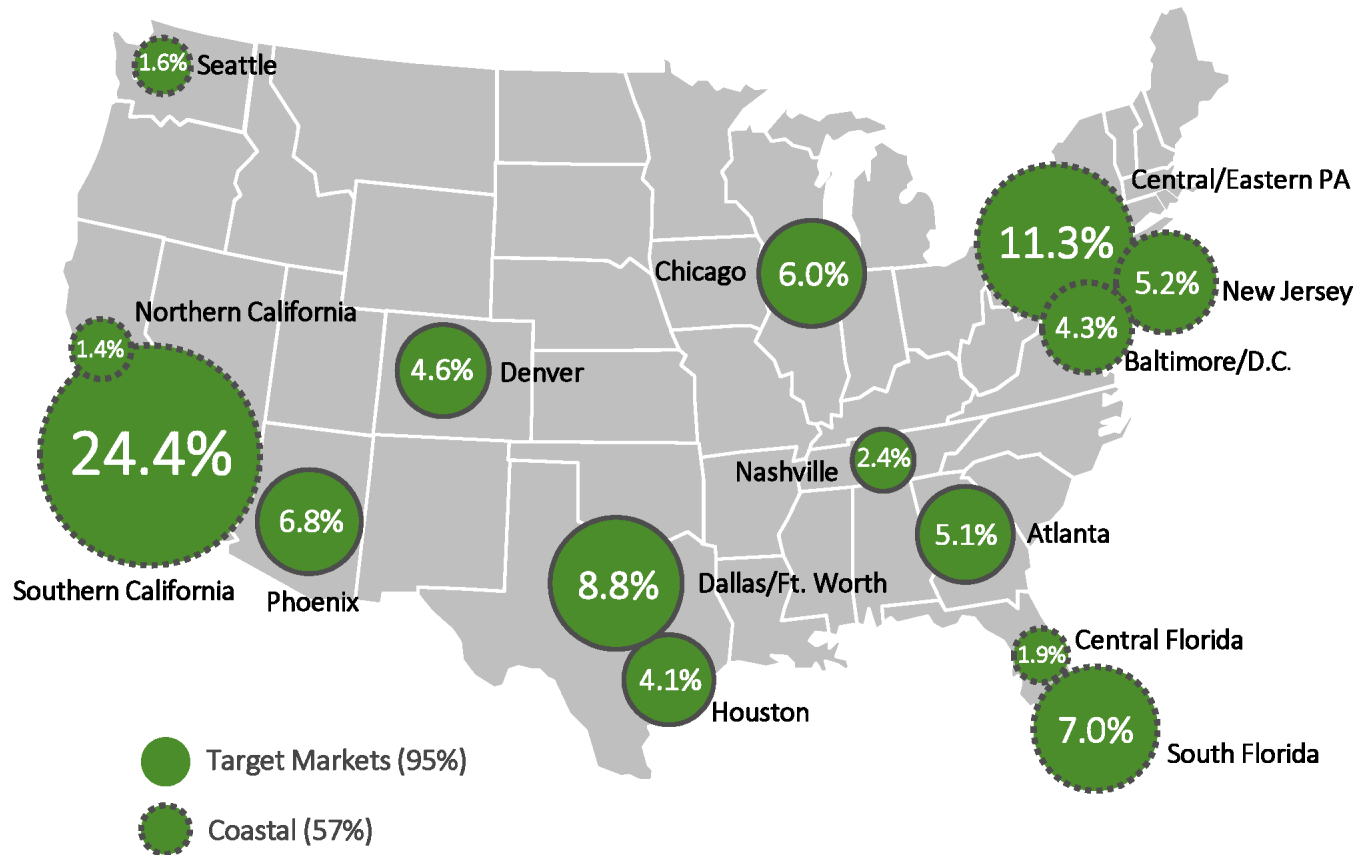 1.6% Seattle
Central/Eastern PA
11.3%
Chicago 6.0%
5.2% New Jersey
Northern California
4.3%
1.4%
Baltimore/D.C.
4.6% Denver
24.4%
Nashville 2.4%
6.8%
5.1% Atlanta
8.8% Dallas/Ft. Worth
Southern California
Phoenix
Central Florida
1.9%
4.1%
Houston
7.0%
South Florida
Target Markets (95%)
Coastal (57%)